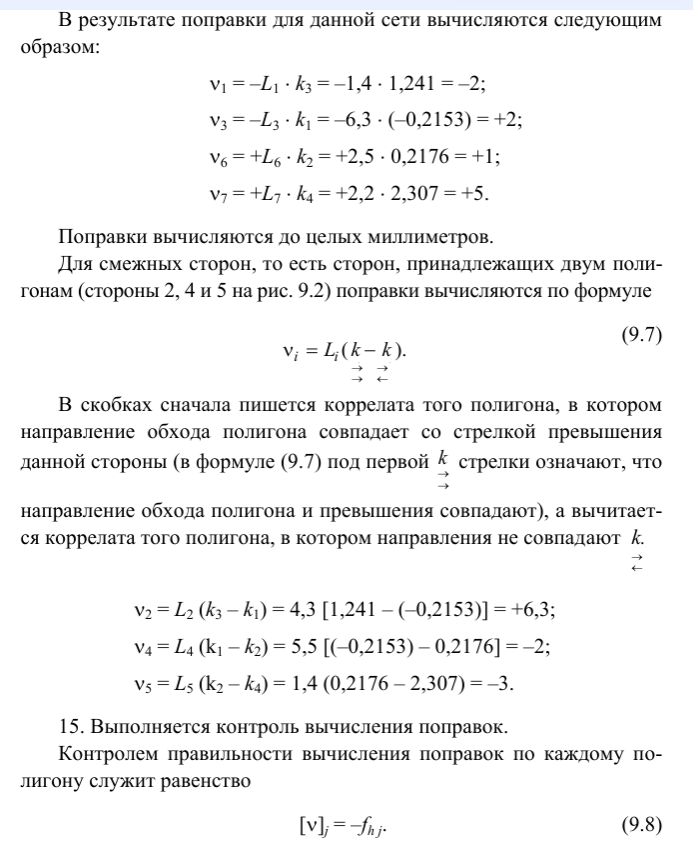 В результате поправки для данной сети вычисляются следующим
образом:
ν₁ = –L₁ · k₃ = –1,4 · 1,241 = –2;
ν₃ = –L₃ · k₁ = –6,3 · (–0,2153) = +2;
ν₆ = +L₆ · k₂ = +2,5 · 0,2176 = +1;
ν₇ = +L₇ · k₄ = +2,2 · 2,307 = +5.
Поправки вычисляются до целых миллиметров.
Для смежных сторон, то есть сторон, принадлежащих двум поли-
гонам (стороны 2, 4 и 5 на рис. 9.2) поправки вычисляются по формуле
(9.7)
νᵢ = Lᵢ(k – k).
→ →
→ ←
В скобках сначала пишется коррелата того полигона, в котором
направление обхода полигона совпадает со стрелкой превышения
данной стороны (в формуле (9.7) под первой k стрелки означают, что
→
→
направление обхода полигона и превышения совпадают), а вычитает-
ся коррелата того полигона, в котором направления не совпадают k.
→
←
ν₂ = L₂ (k₃ – k₁) = 4,3 [1,241 – (–0,2153)] = +6,3;
ν₄ = L₄ (k₁ – k₂) = 5,5 [(–0,2153) – 0,2176] = –2;
ν₅ = L₅ (k₂ – k₄) = 1,4 (0,2176 – 2,307) = –3.
15. Выполняется контроль вычисления поправок.
Контролем правильности вычисления поправок по каждому по-
лигону служит равенство
[ν]ⱼ = –fₕ ⱼ. (9.8)